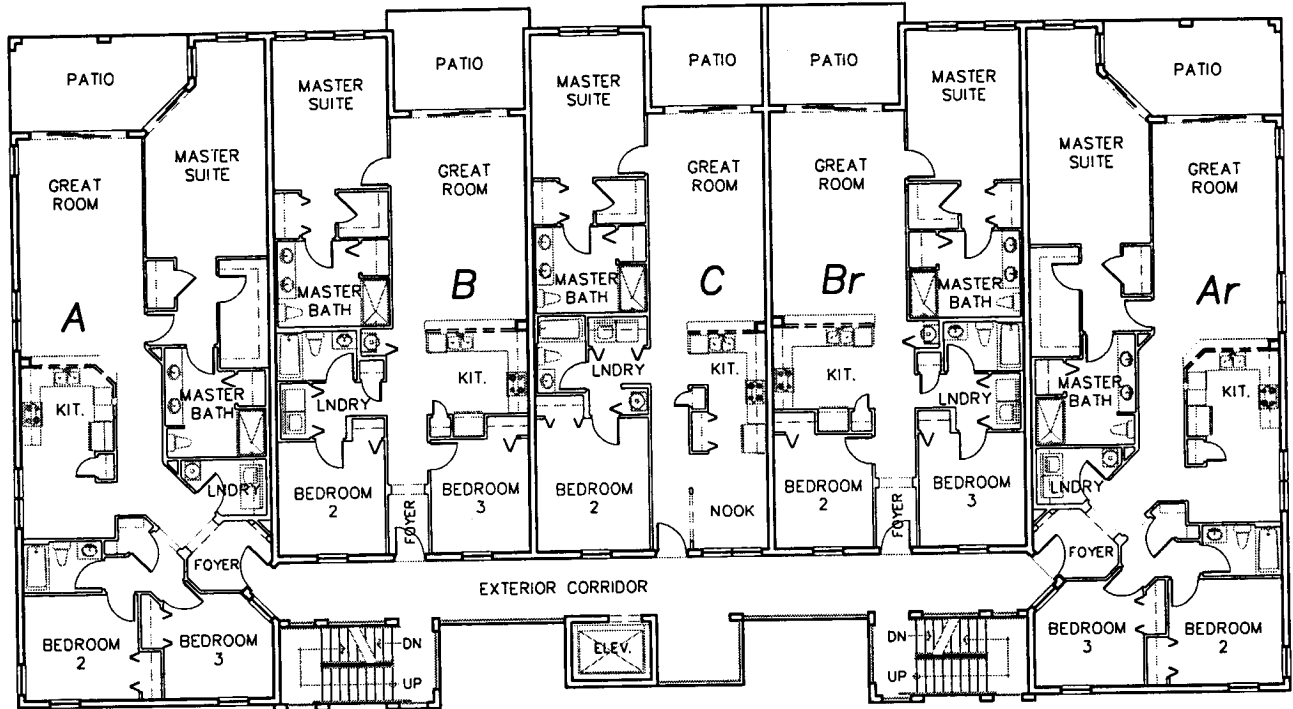 PATIO
MASTER
SUITE
GREAT
ROOM
A
KIT.
MASTER
BATH
LNDRY
FOYER
BEDROOM
2
BEDROOM
3
MASTER
SUITE
PATIO
GREAT
ROOM
B
MASTER
BATH
KIT.
LNDRY
BEDROOM
2
FOYER
BEDROOM
3
MASTER
SUITE
PATIO
GREAT
ROOM
C
MASTER
BATH
LNDRY
BEDROOM
2
NOOK
PATIO
GREAT
ROOM
Br
MASTER
SUITE
MASTER
BATH
KIT.
LNDRY
BEDROOM
2
FOYER
BEDROOM
3
MASTER
SUITE
PATIO
GREAT
ROOM
Ar
MASTER
BATH
KIT.
LNDRY
FOYER
BEDROOM
3
BEDROOM
2
KIT.
EXTERIOR CORRIDOR
DN
UP
ELEV.
DN
UP